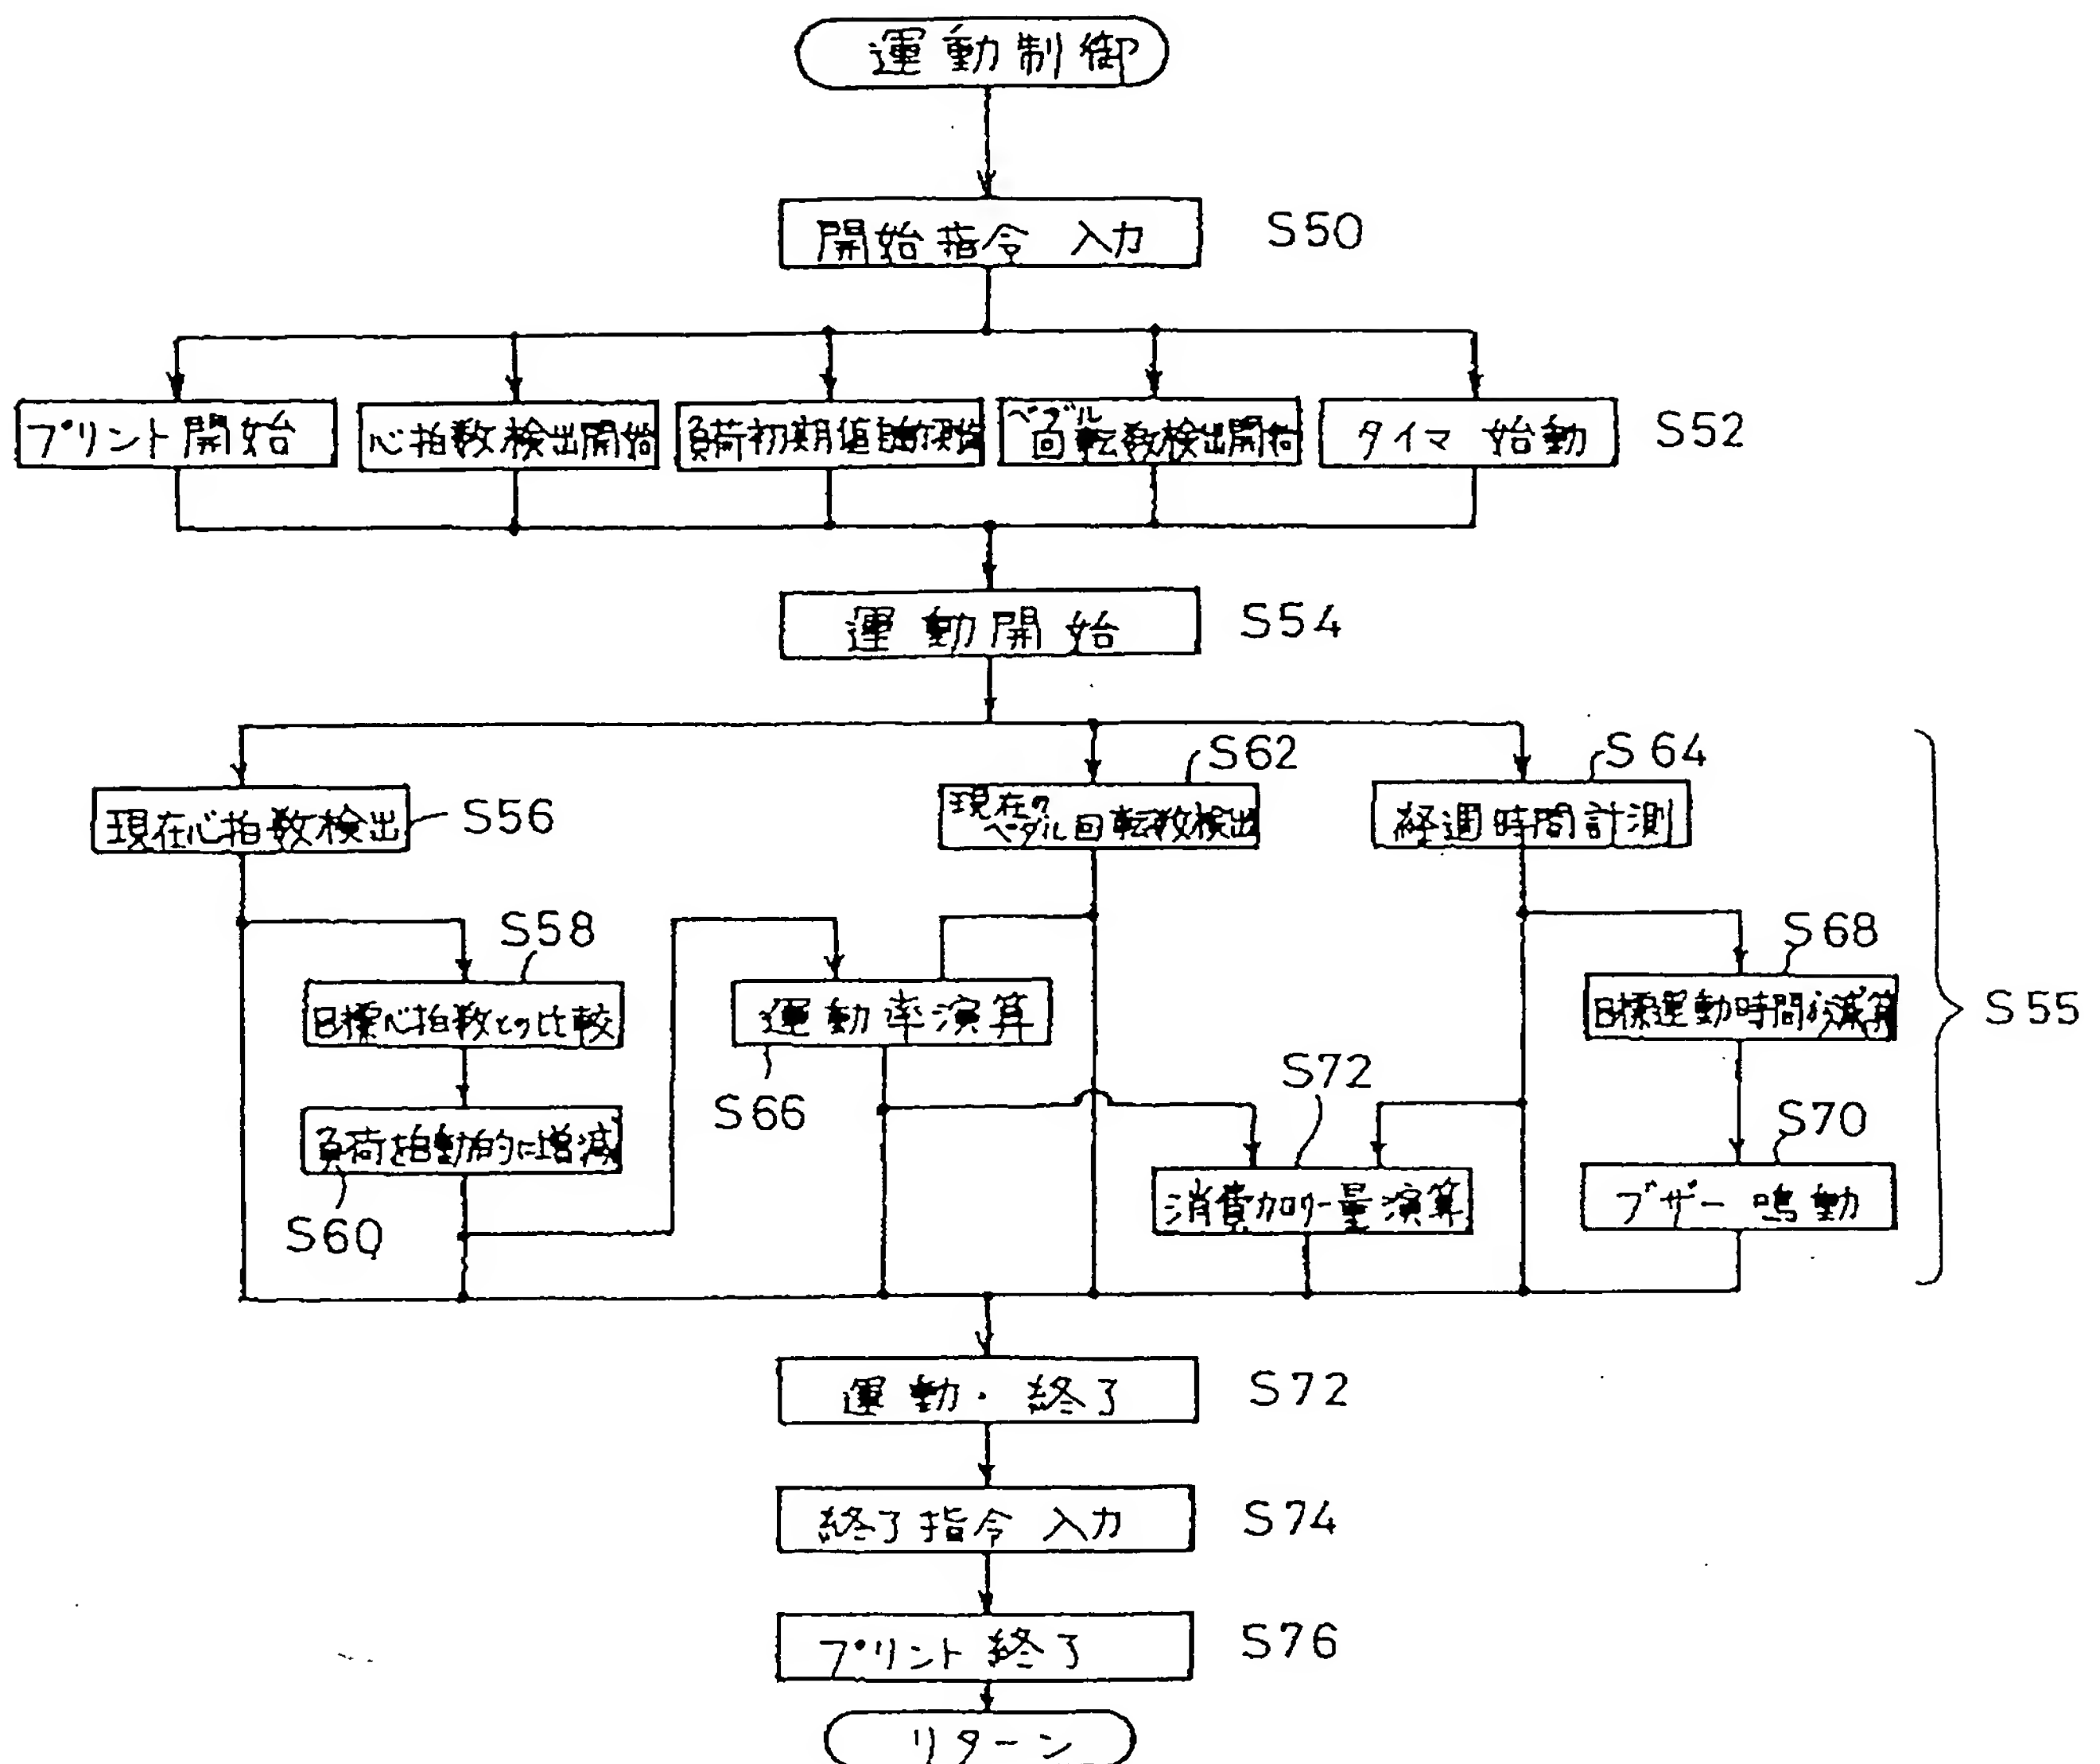 運動制御
開始指令 入力
S50
プリント開始
心拍数検出開始
負荷初期値
ペダル
回転数検出開始
タイマ 始動
S52
運動開始
S54
S62
S64
現在心拍数検出
S56
現在の
ペダル回転数検出
経過時間計測
S58
S68
目標心拍数との比較
運動率演算
目標運動時間から減算
S55
S66
S72
S70
負荷を自動的に増減
消費カロリー量演算
ブザー 鳴動
S60
運動・終了
S72
終了指令 入力
S74
プリント終了
S76
リターン